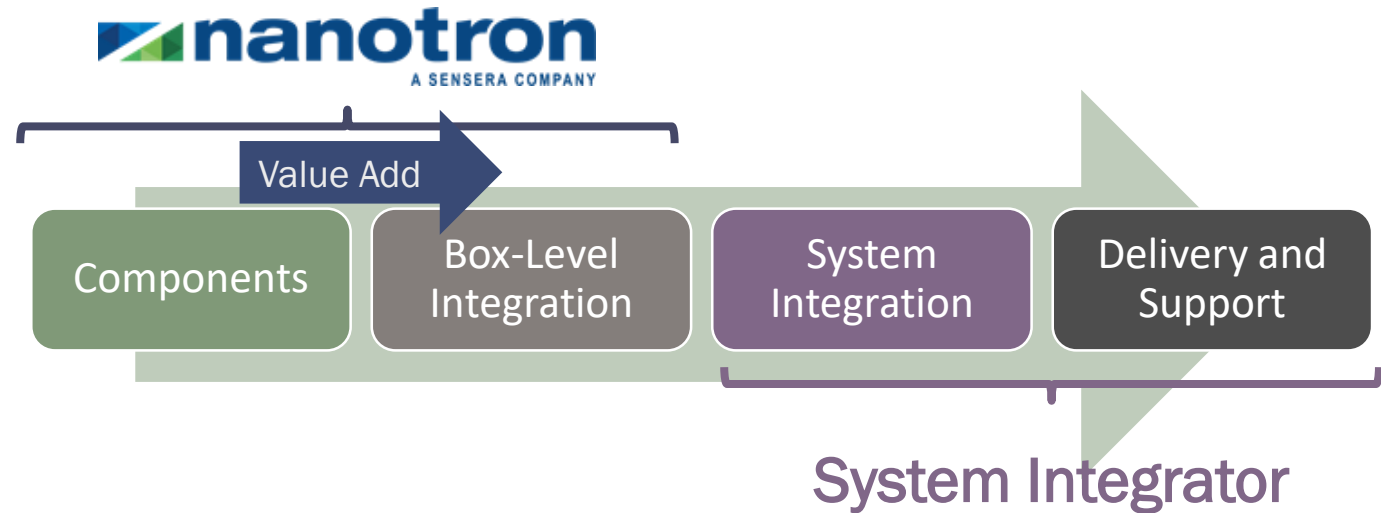 nanotron
A SENSERA COMPANY
Value Add
Components
Box-Level
Integration
System
Integration
Delivery and
Support
System Integrator